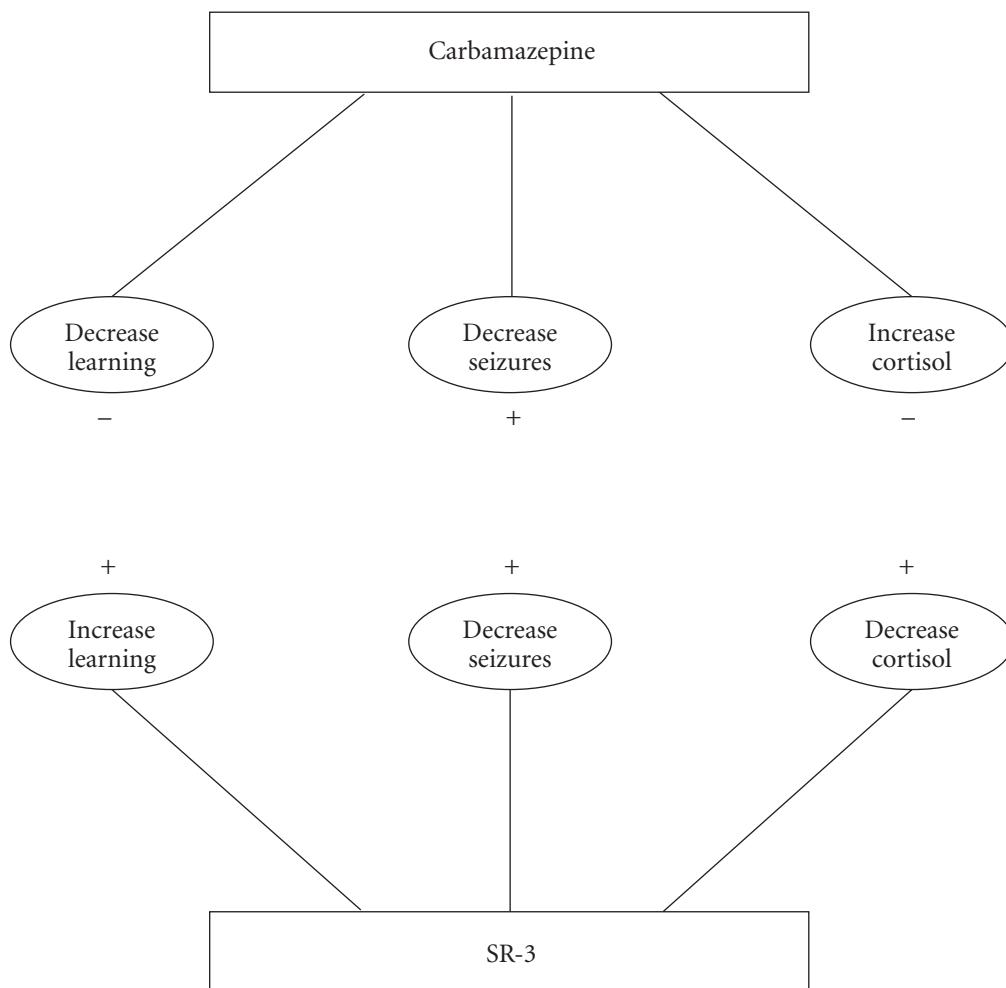 Carbamazepine
Decrease
learning
Decrease
seizures
Increase
cortisol
–
+
–
+
+
+
Increase
learning
Decrease
seizures
Decrease
cortisol
SR-3